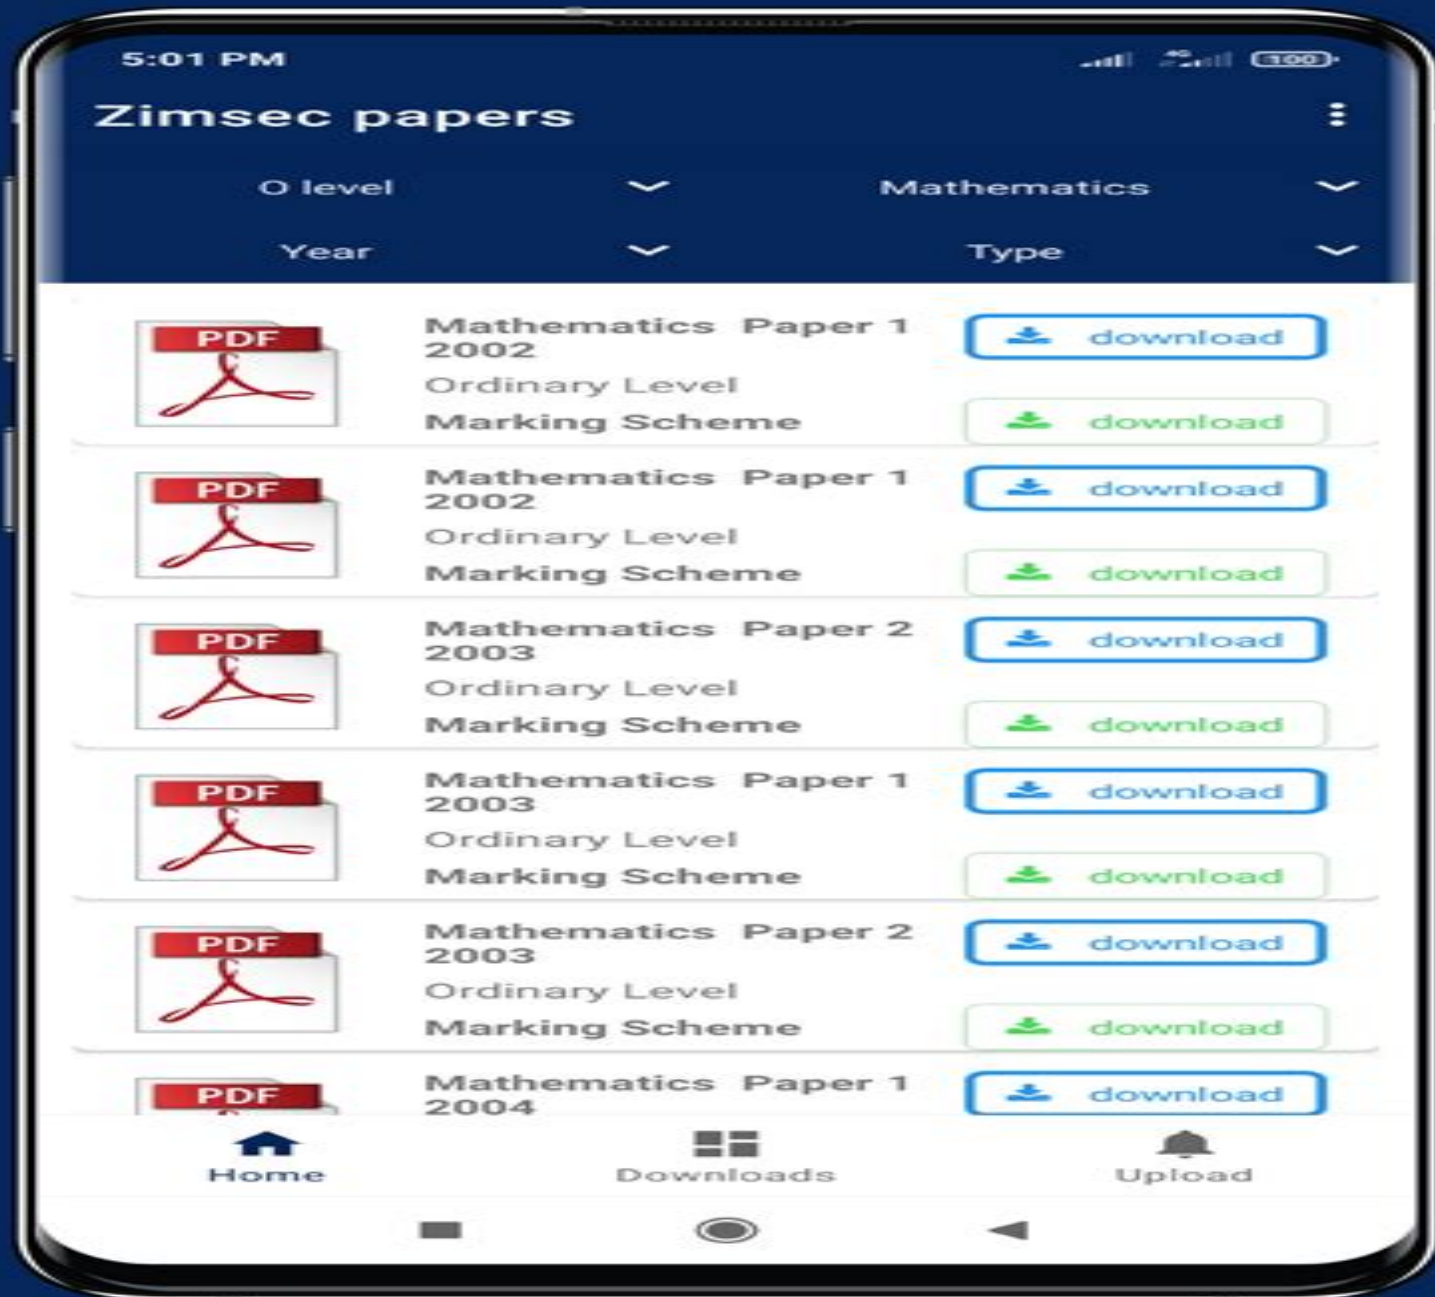 5:01 PM 4G 100
Zimsec papers
O level Mathematics
Year Type
PDF
Mathematics Paper 1
2002
download
Ordinary Level
Marking Scheme
download
PDF
Mathematics Paper 1
2002
download
Ordinary Level
Marking Scheme
download
PDF
Mathematics Paper 2
2003
download
Ordinary Level
Marking Scheme
download
PDF
Mathematics Paper 1
2003
download
Ordinary Level
Marking Scheme
download
PDF
Mathematics Paper 2
2003
download
Ordinary Level
Marking Scheme
download
PDF
Mathematics Paper 1
2004
download
Home Downloads Upload